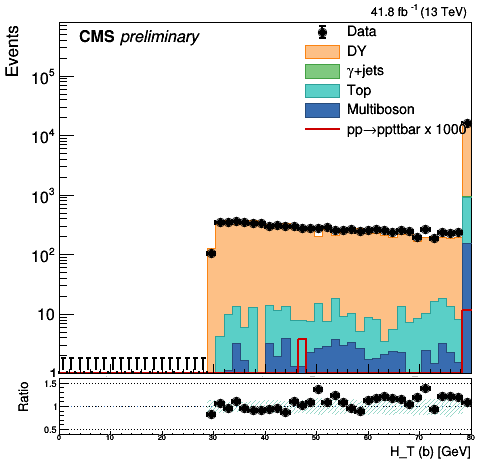 41.8 fb⁻¹ (13 TeV)
CMS preliminary
Data
DY
γ+jets
Top
Multiboson
pp→ppttbar x 1000
Events
10⁵
10⁴
10³
10²
10
1
Ratio
1.5
1
0.5
0 10 20 30 40 50 60 70 80
H_T (b) [GeV]